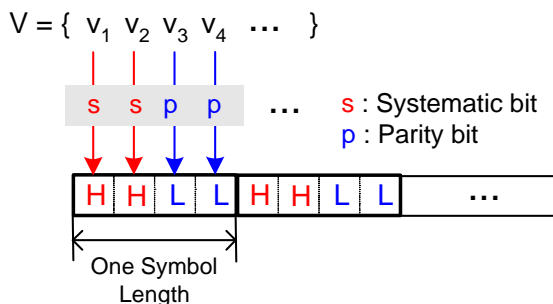 V = { v1 v2 v3 v4 ... }
s s p p ... s : Systematic bit
p : Parity bit
H H L L H H L L ...
One Symbol
Length